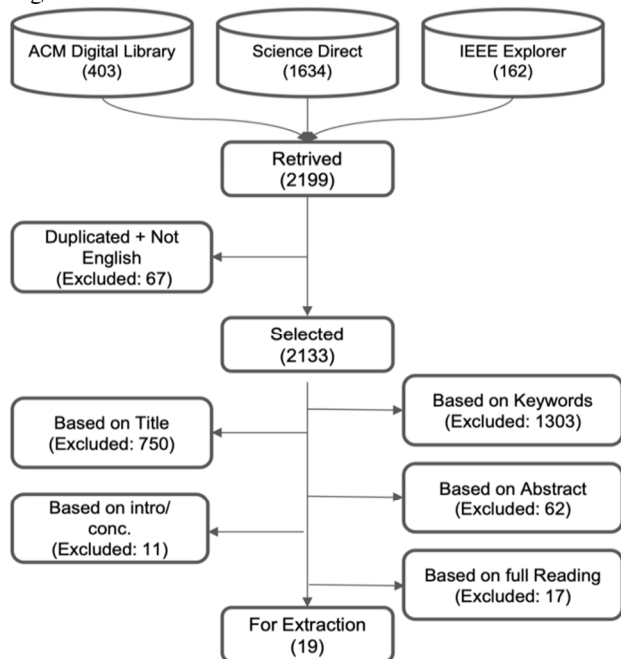 ACM Digital Library
(403)
Science Direct
(1634)
IEEE Explorer
(162)
Retrived
(2199)
Duplicated + Not
English
(Excluded: 67)
Selected
(2133)
Based on Keywords
(Excluded: 1303)
Based on Title
(Excluded: 750)
Based on Abstract
(Excluded: 62)
Based on intro/
conc.
(Excluded: 11)
Based on full Reading
(Excluded: 17)
For Extraction
(19)